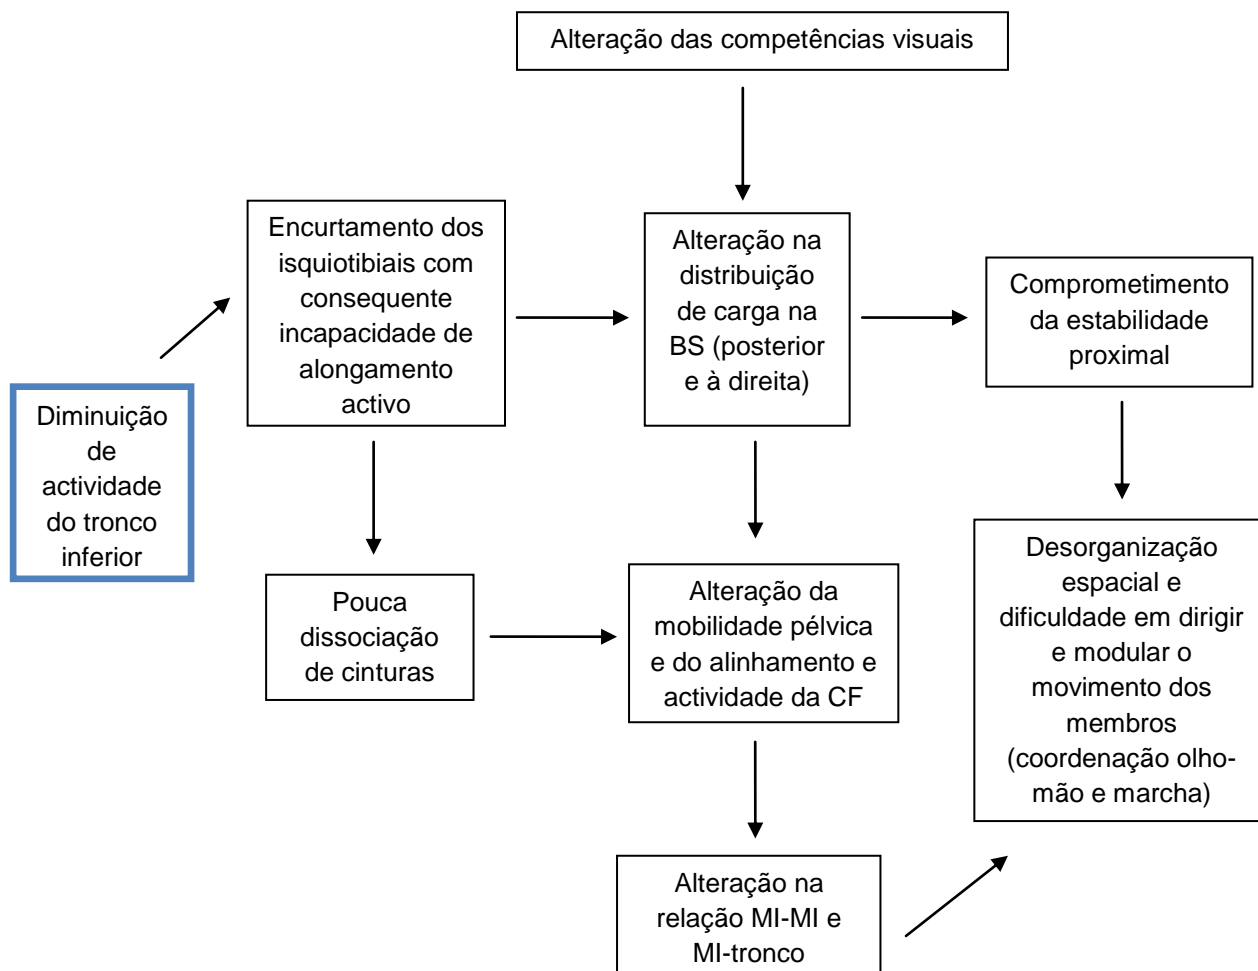 Alteração das competências visuais
Encurtamento dos
isquiotibiais com
consequente
incapacidade de
alongamento
activo
Alteração na
distribuição
de carga na
BS (posterior
e à direita)
Comprometimento
da estabilidade
proximal
Diminuição
de
actividade
do tronco
inferior
Pouca
dissociação
de cinturas
Alteração da
mobilidade pélvica
e do alinhamento e
actividade da CF
Desorganização
espacial e
dificuldade em dirigir
e modular o
movimento dos
membros
(coordenação olho-
mão e marcha)
Alteração na
relação MI-MI e
MI-tronco